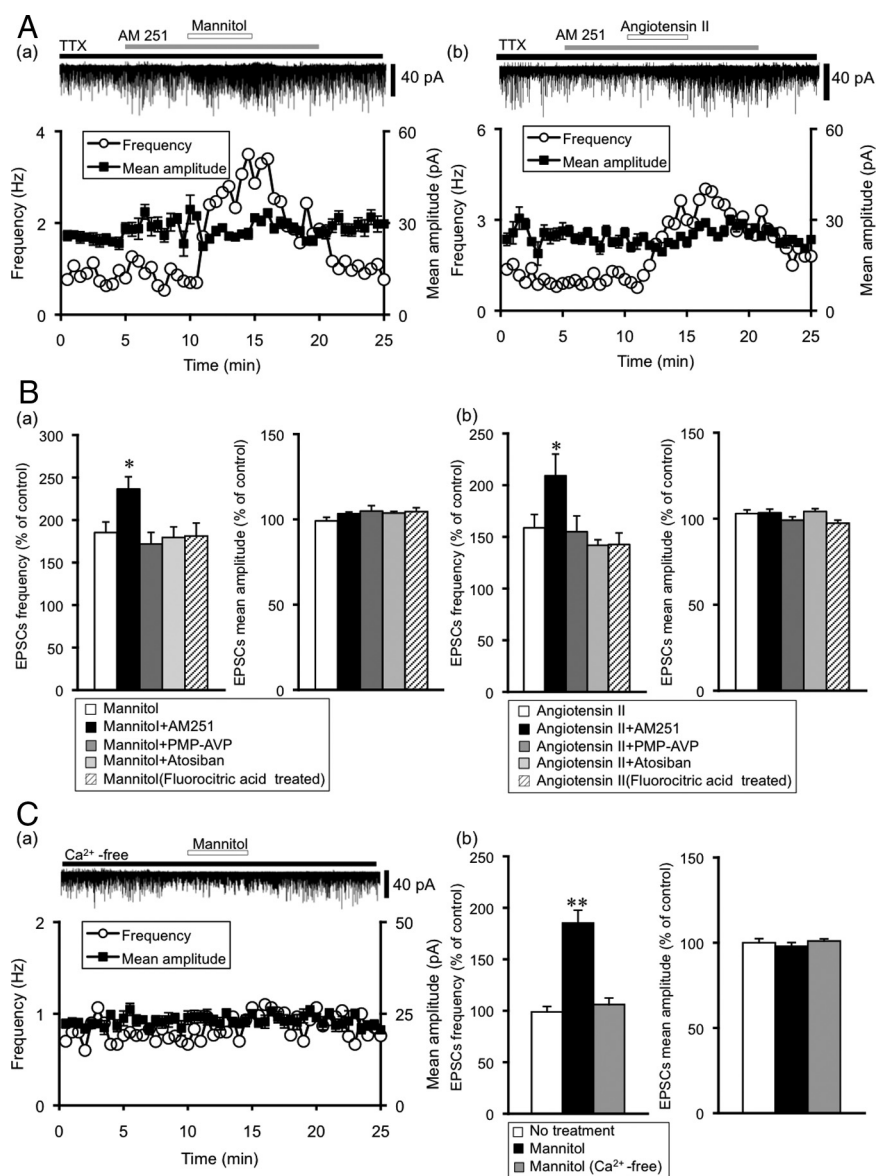 A
(a)
Mannitol
AM 251
TTX
40 pA
4
2
0
Frequency (Hz)
Frequency
Mean amplitude
60
30
0
Mean amplitude (pA)
0 5 10 15 20 25
Time (min)
(b)
Angiotensin II
AM 251
TTX
40 pA
6
3
0
Frequency (Hz)
Frequency
Mean amplitude
60
30
0
Mean amplitude (pA)
0 5 10 15 20 25
Time (min)
B
(a)
300
250
200
150
100
50
0
EPSCs frequency (% of control)
*
150
100
50
0
EPSCs mean amplitude (% of control)
Mannitol
Mannitol+AM251
Mannitol+PMP-AVP
Mannitol+Atosiban
Mannitol(Fluorocitric acid treated)
(b)
250
200
150
100
50
0
EPSCs frequency (% of control)
*
150
100
50
0
EPSCs mean amplitude (% of control)
Angiotensin II
Angiotensin II+AM251
Angiotensin II+PMP-AVP
Angiotensin II+Atosiban
Angiotensin II(Fluorocitric acid treated)
C
(a)
Mannitol
Ca²⁺ -free
40 pA
2
1
0
Frequency (Hz)
Frequency
Mean amplitude
50
25
0
Mean amplitude (pA)
0 5 10 15 20 25
Time (min)
(b)
250
200
150
100
50
0
EPSCs frequency (% of control)
**
150
100
50
0
EPSCs mean amplitude (% of control)
No treatment
Mannitol
Mannitol (Ca²⁺ -free)